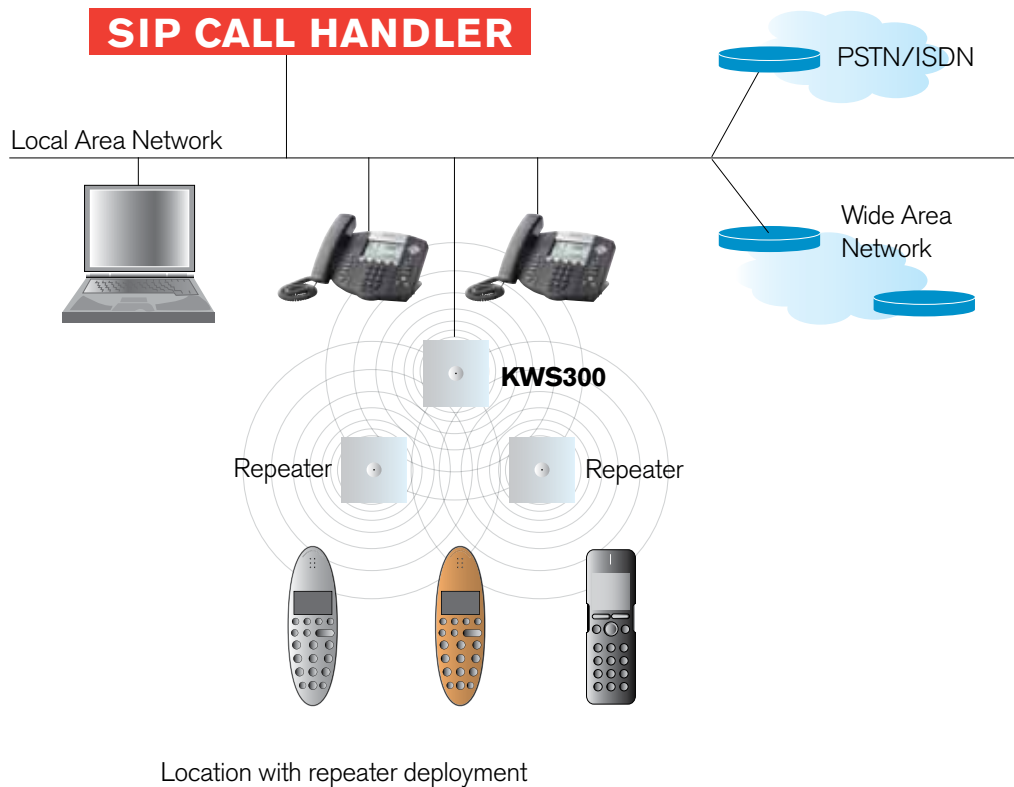 SIP CALL HANDLER
PSTN/ISDN
Local Area Network
Wide Area
Network
KWS300
Repeater
Repeater
Location with repeater deployment